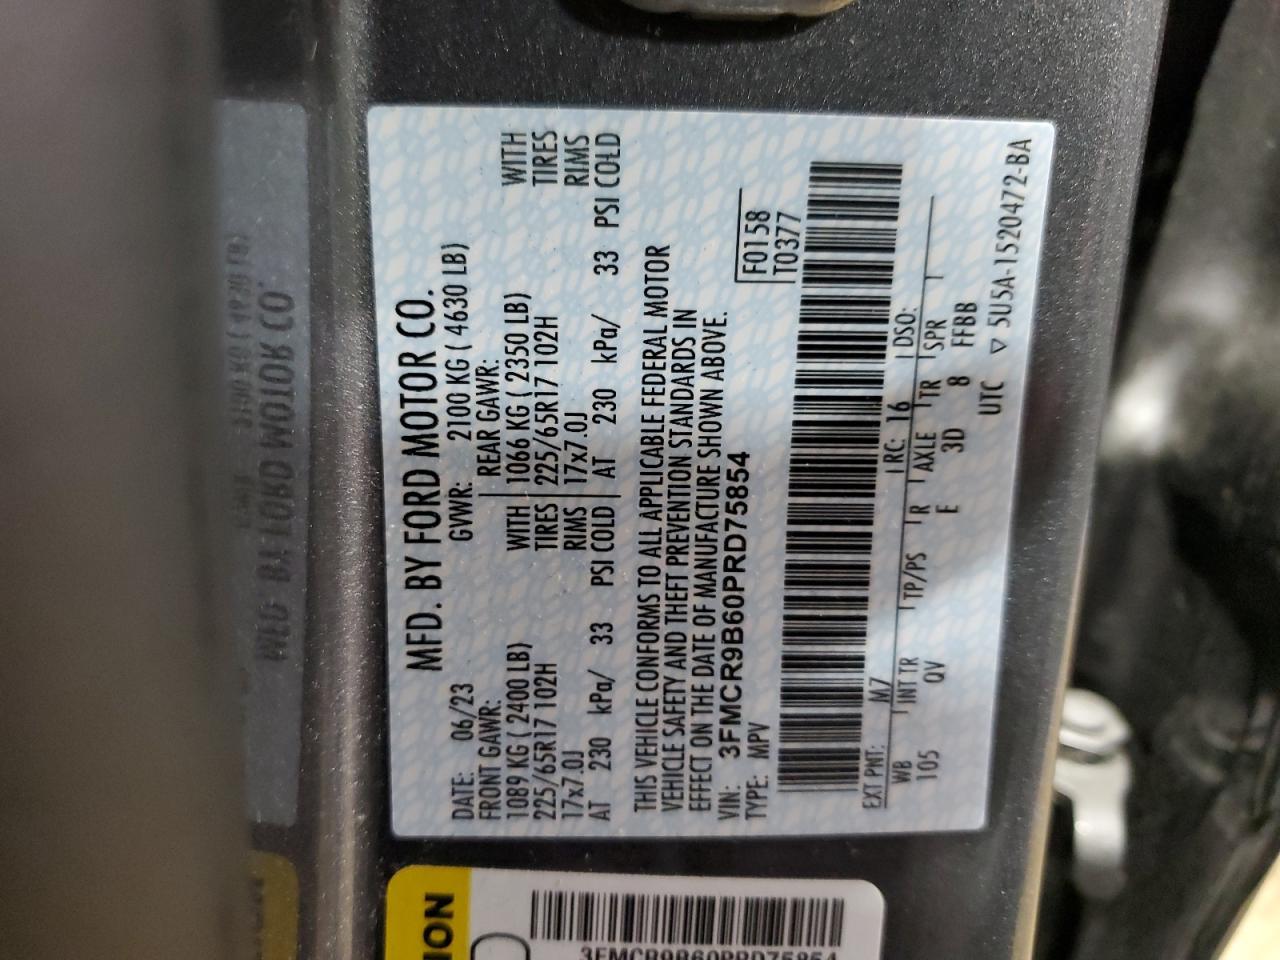 MFD. BY FORD MOTOR CO.
DATE: 06/23 GVWR: 2100 KG ( 4630 LB)
FRONT GAWR: REAR GAWR:
1089 KG ( 2400 LB) WITH 1066 KG ( 2350 LB) WITH
225/65R17 102H TIRES 225/65R17 102H TIRES
17x7.0J RIMS 17x7.0J RIMS
AT 230 kPa/ 33 PSI COLD AT 230 kPa/ 33 PSI COLD
THIS VEHICLE CONFORMS TO ALL APPLICABLE FEDERAL MOTOR
VEHICLE SAFETY AND THEFT PREVENTION STANDARDS IN
EFFECT ON THE DATE OF MANUFACTURE SHOWN ABOVE.
VIN: 3FMCR9B60PRD75854 F0158
TYPE: MPV T0377
EXT PNT: M7 RC: 16 DSO:
WB INT TR TP/PS R AXLE TR SPR
105 QV E 3D 8 FFBB
UTC ▽ 5U5A-1520472-BA
ION
3FMCR9B60PRD75854